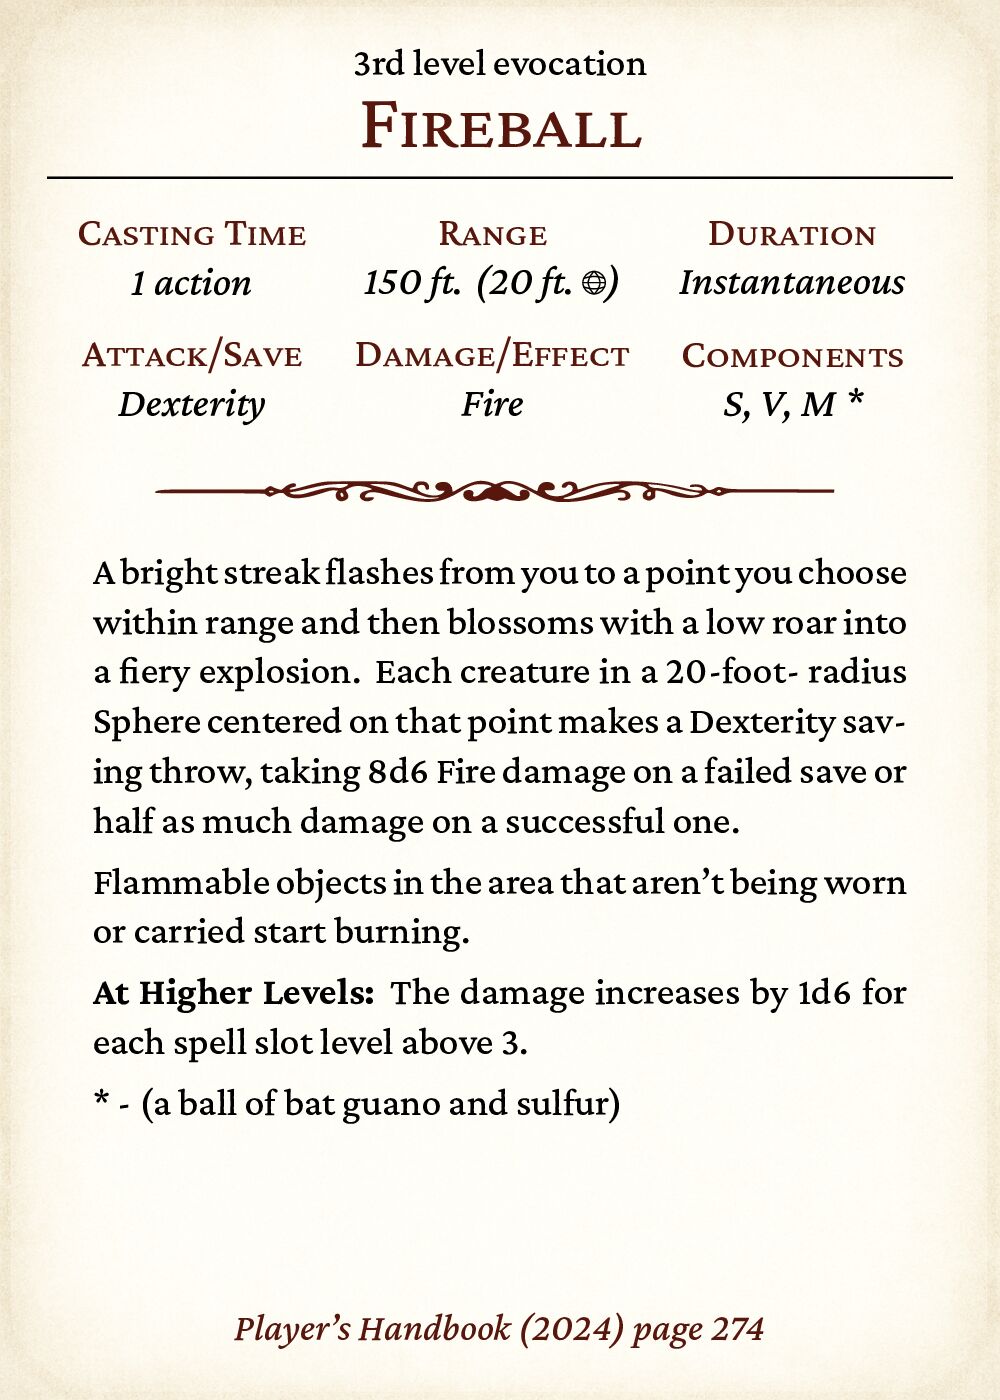 3rd level evocation
Fireball
Casting Time Range Duration
1 action 150 ft. (20 ft. ) Instantaneous
Attack/Save Damage/Effect Components
Dexterity Fire S, V, M *
A bright streak flashes from you to a point you choose
within range and then blossoms with a low roar into
a fiery explosion. Each creature in a 20-foot- radius
Sphere centered on that point makes a Dexterity sav-
ing throw, taking 8d6 Fire damage on a failed save or
half as much damage on a successful one.
Flammable objects in the area that aren’t being worn
or carried start burning.
At Higher Levels: The damage increases by 1d6 for
each spell slot level above 3.
* - (a ball of bat guano and sulfur)
Player’s Handbook (2024) page 274